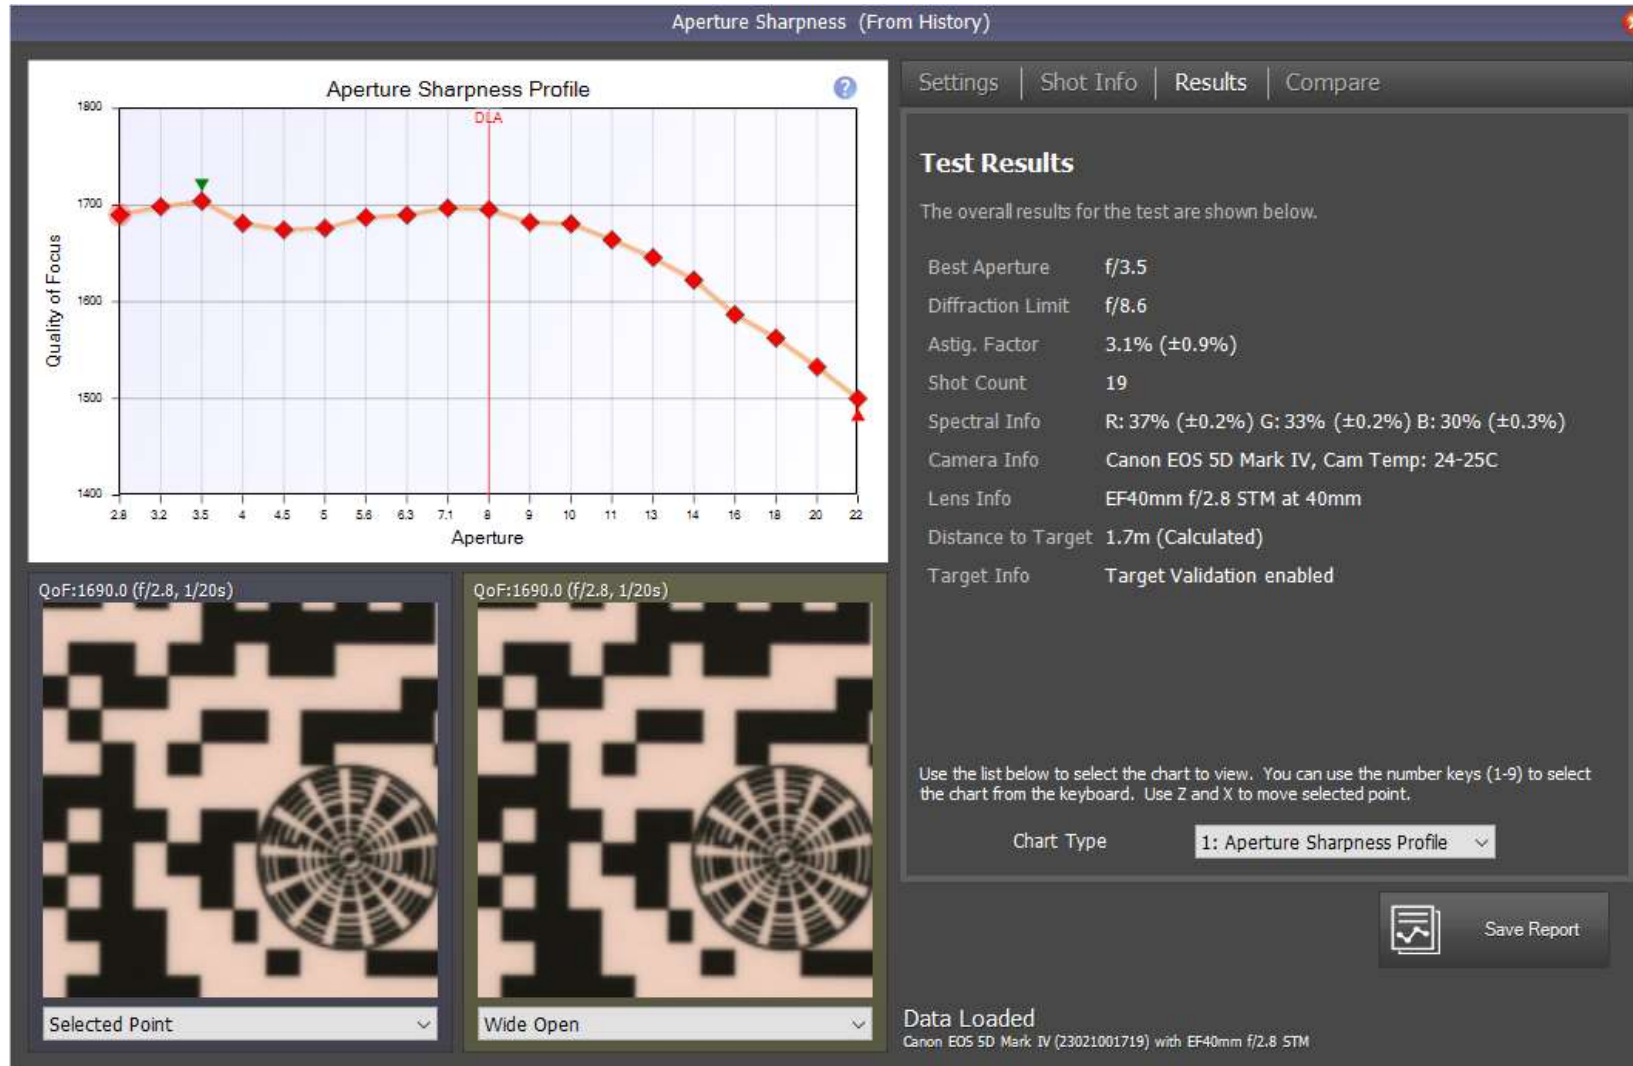 Aperture Sharpness (From History)
Aperture Sharpness Profile
?
DLA
1800
1700
1600
1500
1400
Quality of Focus
2.8 3.2 3.5 4 4.5 5 5.6 6.3 7.1 8 9 10 11 13 14 16 18 20 22
Aperture
QoF:1690.0 (f/2.8, 1/20s)
Selected Point
QoF:1690.0 (f/2.8, 1/20s)
Wide Open
Settings | Shot Info | Results | Compare
Test Results
The overall results for the test are shown below.
Best Aperture f/3.5
Diffraction Limit f/8.6
Astig. Factor 3.1% (±0.9%)
Shot Count 19
Spectral Info R: 37% (±0.2%) G: 33% (±0.2%) B: 30% (±0.3%)
Camera Info Canon EOS 5D Mark IV, Cam Temp: 24-25C
Lens Info EF40mm f/2.8 STM at 40mm
Distance to Target 1.7m (Calculated)
Target Info Target Validation enabled
Use the list below to select the chart to view. You can use the number keys (1-9) to select
the chart from the keyboard. Use Z and X to move selected point.
Chart Type 1: Aperture Sharpness Profile
Save Report
Data Loaded
Canon EOS 5D Mark IV (23021001719) with EF40mm f/2.8 STM